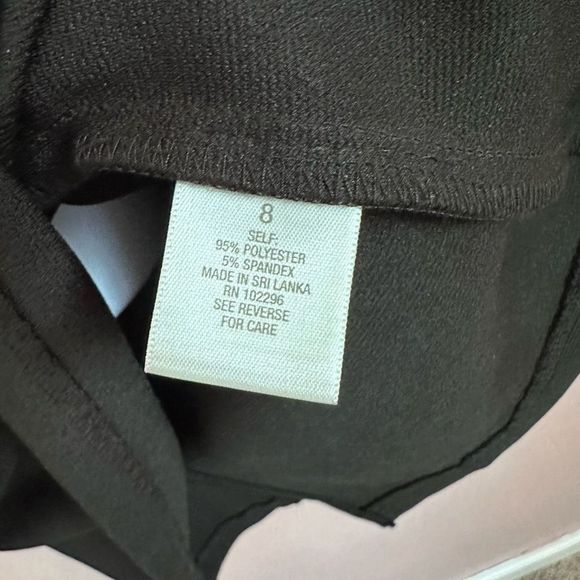 8
SELF:
95% POLYESTER
5% SPANDEX
MADE IN SRI LANKA
RN 102296
SEE REVERSE
FOR CARE